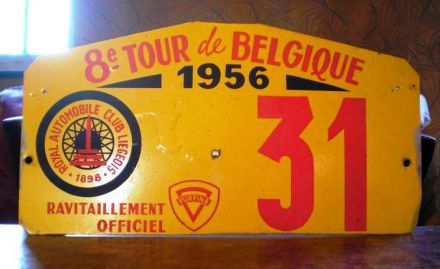 8e TOUR de BELGIQUE
1956
ROYAL AUTOMOBILE CLUB LIEGEOIS
• 1898 •
31
RAVITAILLEMENT
OFFICIEL
PURFINA